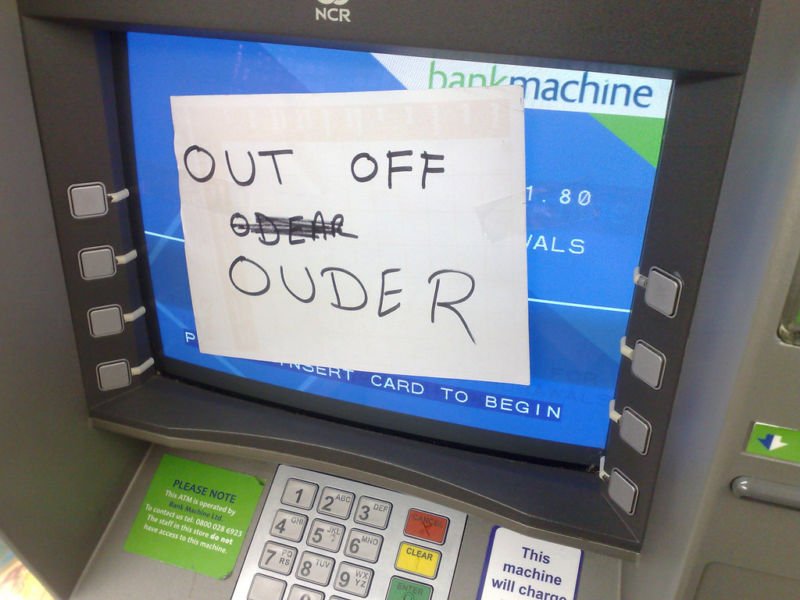 NCR
bankmachine
OUT OFF
ODEAR
OUDER
1.80
INSERT CARD TO BEGIN
PLEASE NOTE
This ATM is operated by
Bank Machine Ltd.
To contact us tel: 0800 028 6923
The staff in this store do not
have access to this machine.
1 2 ABC 3 DEF CANCEL
4 GHI 5 JKL 6 MNO CLEAR
7 PQRS 8 TUV 9 WXYZ ENTER
This
machine
will charge